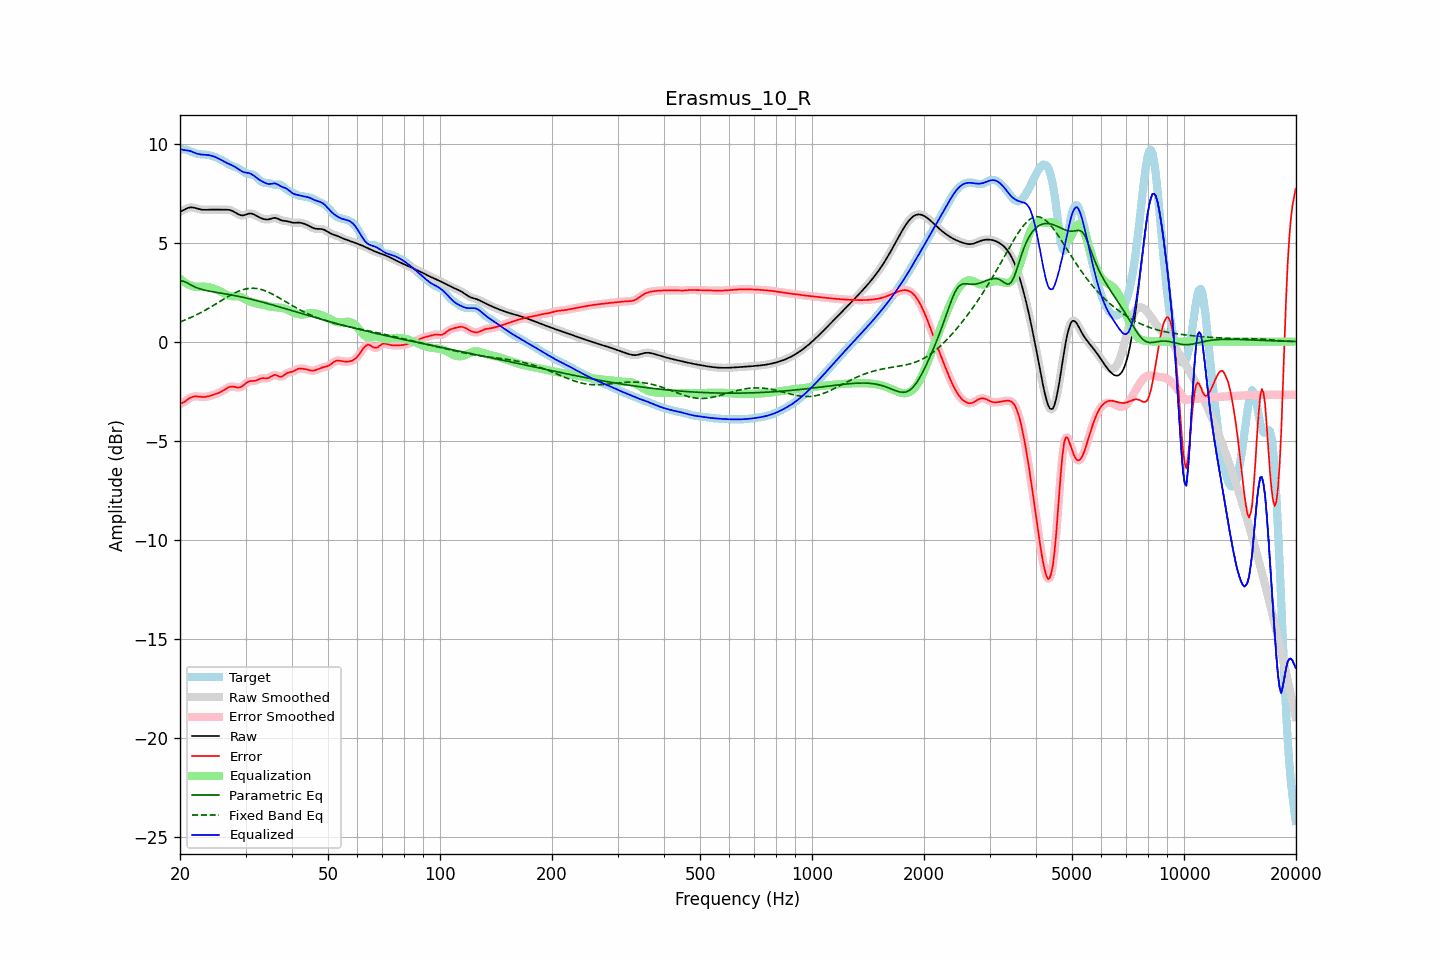 Erasmus_10_R
Amplitude (dBr)
10
5
0
−5
−10
−15
−20
−25
Target
Raw Smoothed
Error Smoothed
Raw
Error
Equalization
Parametric Eq
Fixed Band Eq
Equalized
20
50
100
200
500
1000
2000
5000
10000
20000
Frequency (Hz)